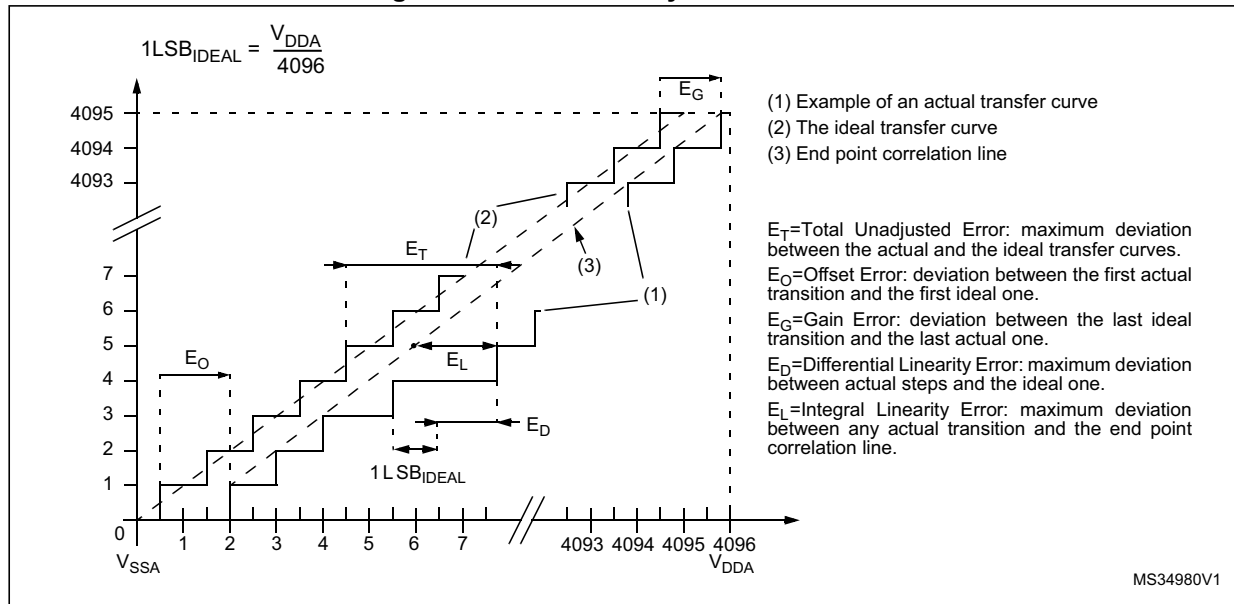 1LSB_IDEAL = V_DDA
4096
E_G
4095
4094
4093
7
6
5
4
3
2
1
0
(2)
(3)
(1)
E_T
E_O
E_L
E_D
1 LSB_IDEAL
1 2 3 4 5 6 7 4093 4094 4095 4096
V_SSA V_DDA
(1) Example of an actual transfer curve
(2) The ideal transfer curve
(3) End point correlation line
E_T=Total Unadjusted Error: maximum deviation
between the actual and the ideal transfer curves.
E_O=Offset Error: deviation between the first actual
transition and the first ideal one.
E_G=Gain Error: deviation between the last ideal
transition and the last actual one.
E_D=Differential Linearity Error: maximum deviation
between actual steps and the ideal one.
E_L=Integral Linearity Error: maximum deviation
between any actual transition and the end point
correlation line.
MS34980V1